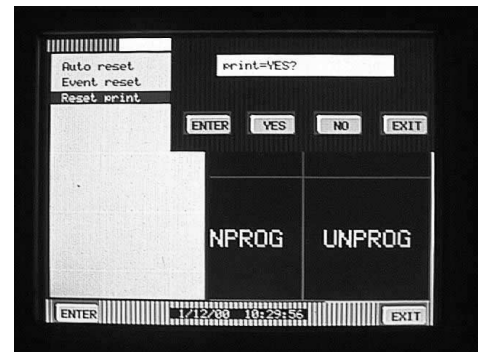 Auto reset
Event reset
Reset print
print=YES?
ENTER YES NO EXIT
NPROG UNPROG
ENTER 1/12/00 10:29:56 EXIT